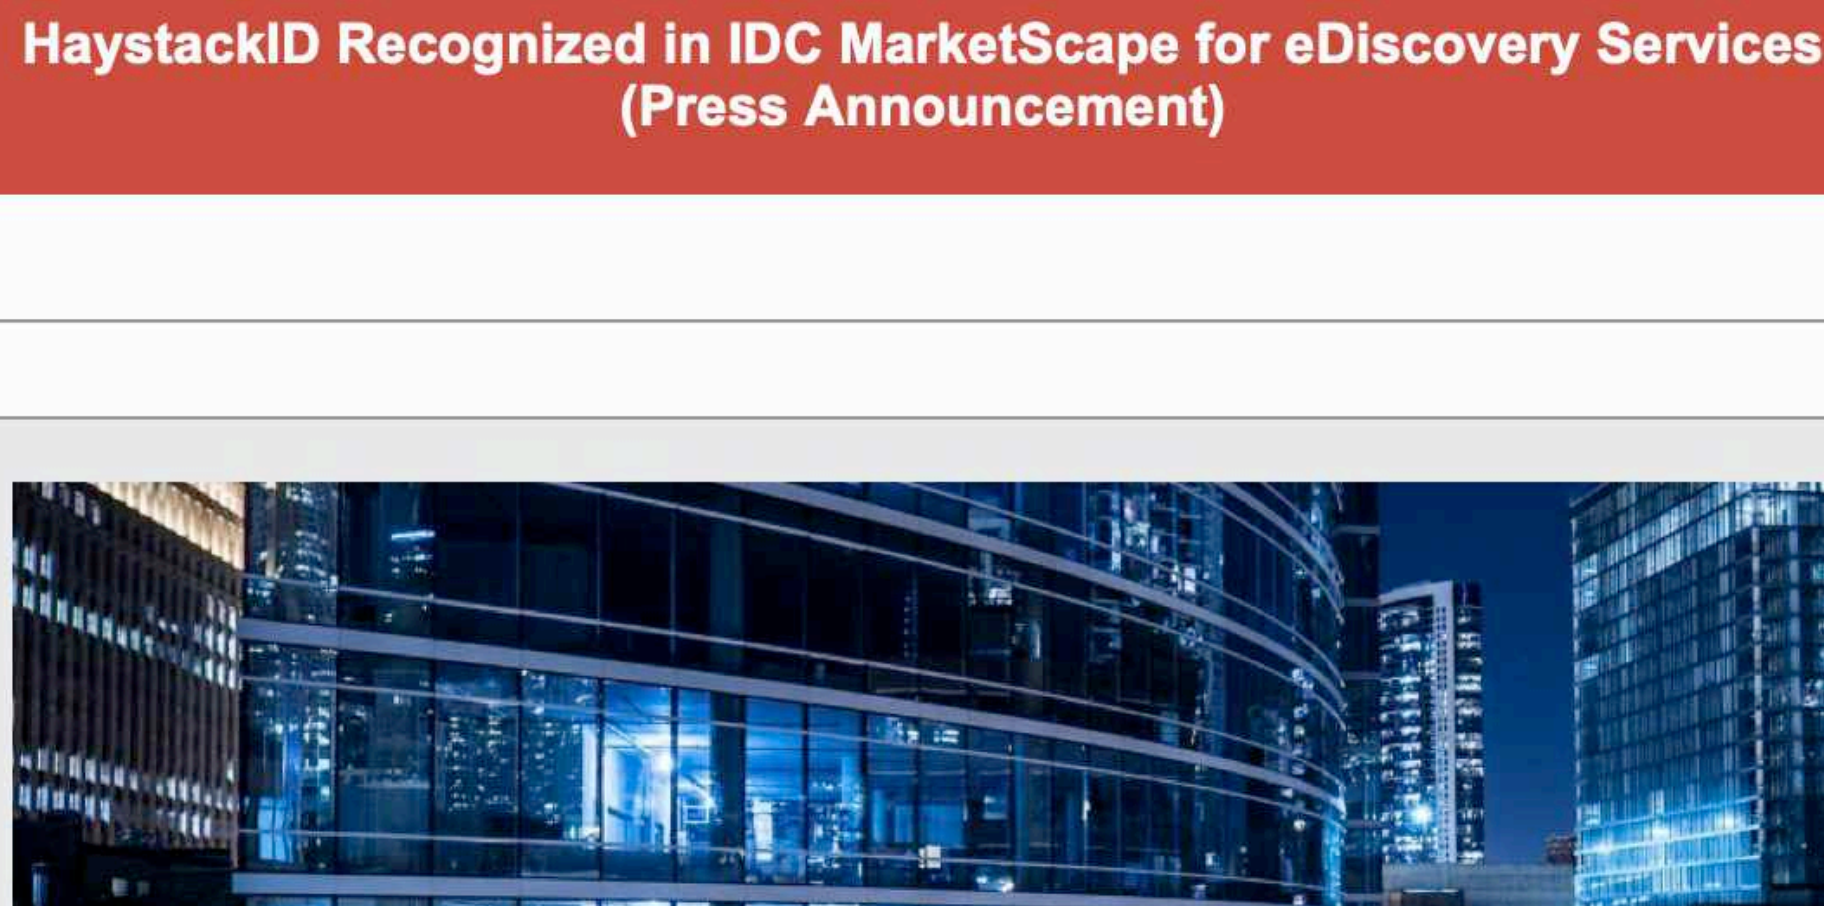 HaystackID Recognized in IDC MarketScape for eDiscovery Services
(Press Announcement)